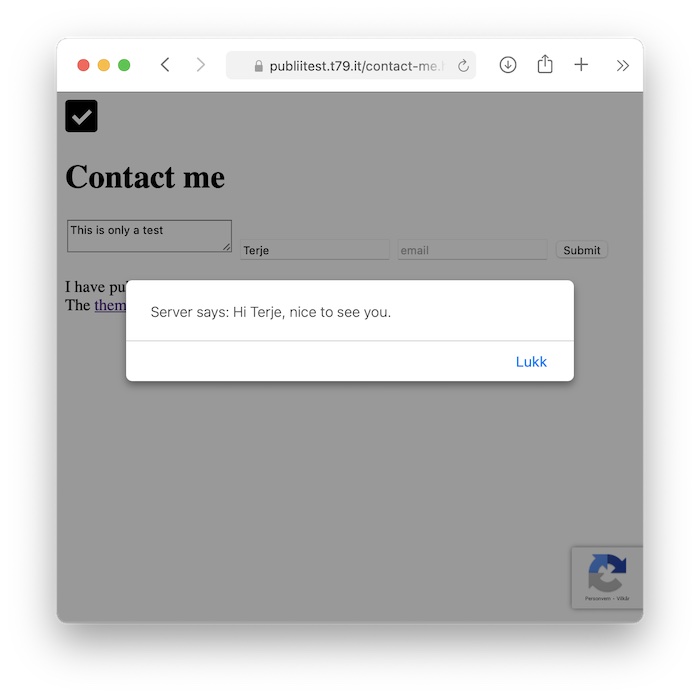 publiitest.t79.it/contact-me.
Contact me
This is only a test
Terje
email
Submit
I have pu
The them
Server says: Hi Terje, nice to see you.
Lukk
Personvern - Vilkår